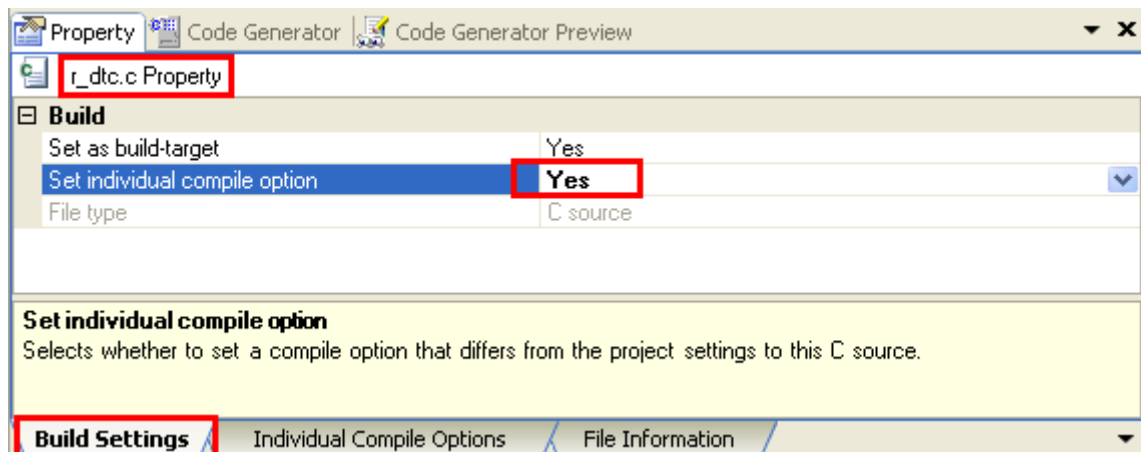 Property Code Generator Code Generator Preview
r_dtc.c Property
Build
Set as build-target Yes
Set individual compile option Yes
File type C source
Set individual compile option
Selects whether to set a compile option that differs from the project settings to this C source.
Build Settings Individual Compile Options File Information